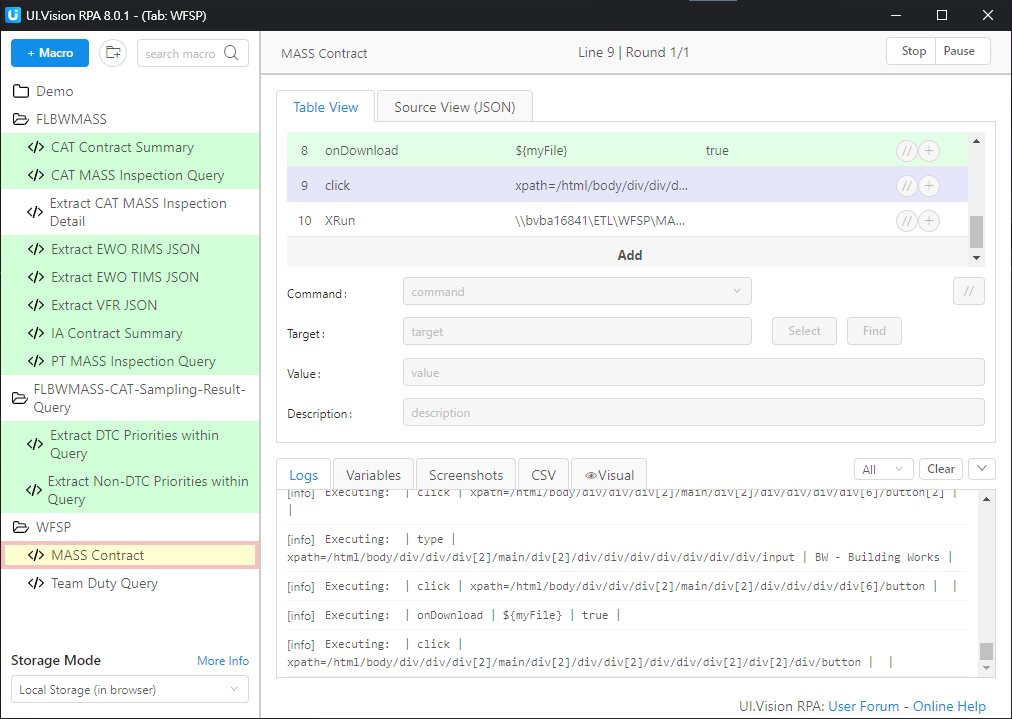 UI.Vision RPA 8.0.1 - (Tab: WFSP)
+ Macro
search macro
Demo
FLBWMASS
CAT Contract Summary
CAT MASS Inspection Query
Extract CAT MASS Inspection
Detail
Extract EWO RIMS JSON
Extract EWO TIMS JSON
Extract VFR JSON
IA Contract Summary
PT MASS Inspection Query
FLBWMASS-CAT-Sampling-Result-
Query
Extract DTC Priorities within
Query
Extract Non-DTC Priorities within
Query
WFSP
MASS Contract
Team Duty Query
Storage Mode More Info
Local Storage (in browser)
MASS Contract Line 9 | Round 1/1 Stop Pause
Table View Source View (JSON)
8 onDownload ${myFile} true // +
9 click xpath=/html/body/div/div/d... // +
10 XRun \\bvba16841\ETL\WFSP\MA... // +
Add
Command: command //
Target: target Select Find
Value: value
Description: description
Logs Variables Screenshots CSV Visual All Clear
[info] Executing: | click | xpath=/html/body/div/div/div[2]/main/div[2]/div/div/div/div[6]/button[2] |
|
[info] Executing: | type |
xpath=/html/body/div/div/div[2]/main/div[2]/div/div/div/div/div/div/div/div/input | BW - Building Works |
[info] Executing: | click | xpath=/html/body/div/div/div[2]/main/div[2]/div/div/div/div[6]/button | |
[info] Executing: | onDownload | ${myFile} | true |
[info] Executing: | click |
xpath=/html/body/div/div/div[2]/main/div[2]/div/div[2]/div/div/div/div[2]/div[2]/div/button | |
UI.Vision RPA: User Forum - Online Help